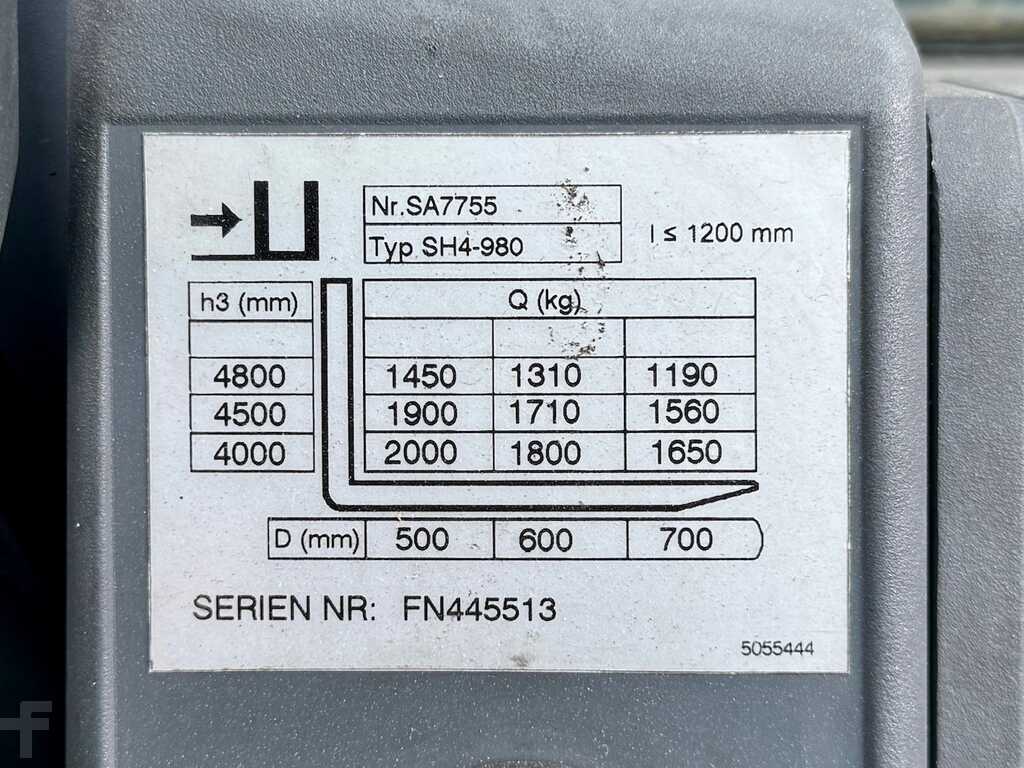 Nr.SA7755
Typ SH4-980
l ≤ 1200 mm
h3 (mm) Q (kg)
4800 1450 1310 1190
4500 1900 1710 1560
4000 2000 1800 1650
D (mm) 500 600 700
SERIEN NR: FN445513
5055444
f